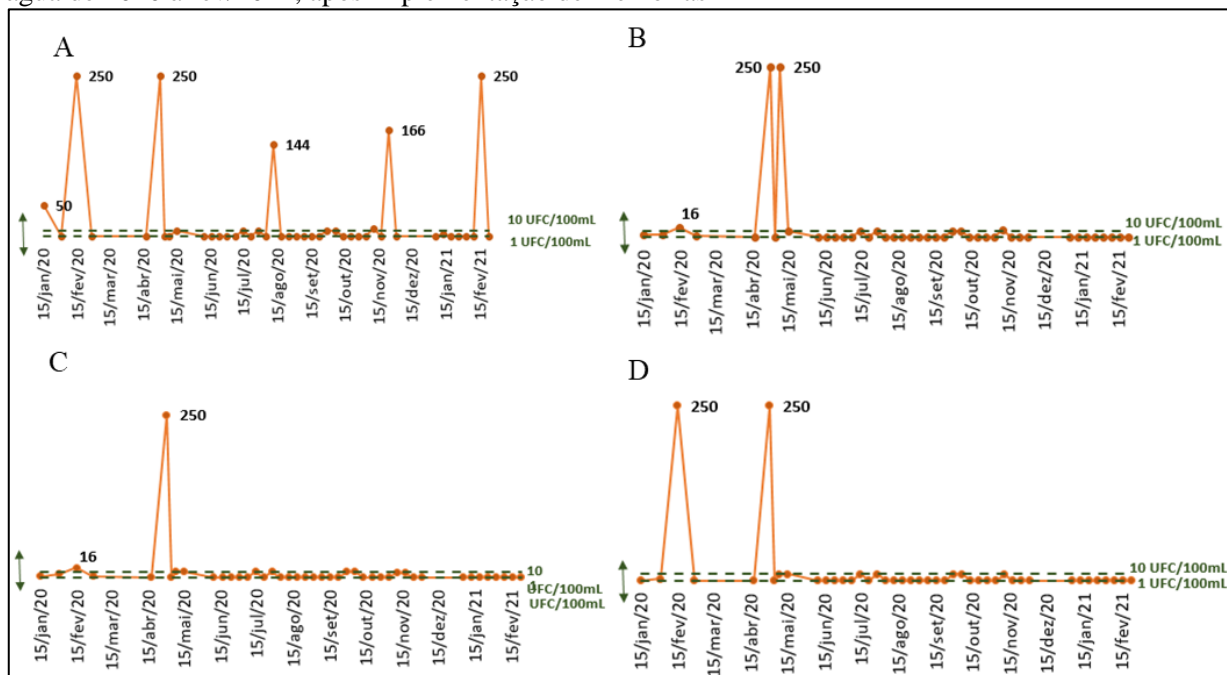 água de a após implementação de melhorias
A
250
250
250
166
144
50
10 UFC/100mL
1 UFC/100mL
15/jan/20
15/fev/20
15/mar/20
15/abr/20
15/mai/20
15/jun/20
15/jul/20
15/ago/20
15/set/20
15/out/20
15/nov/20
15/dez/20
15/jan/21
15/fev/21
B
250
250
16
10 UFC/100mL
1 UFC/100mL
15/jan/20
15/fev/20
15/mar/20
15/abr/20
15/mai/20
15/jun/20
15/jul/20
15/ago/20
15/set/20
15/out/20
15/nov/20
15/dez/20
15/jan/21
15/fev/21
C
250
16
10
UFC/100mL
1
UFC/100mL
15/jan/20
15/fev/20
15/mar/20
15/abr/20
15/mai/20
15/jun/20
15/jul/20
15/ago/20
15/set/20
15/out/20
15/nov/20
15/dez/20
15/jan/21
15/fev/21
D
250
250
10 UFC/100mL
1 UFC/100mL
15/jan/20
15/fev/20
15/mar/20
15/abr/20
15/mai/20
15/jun/20
15/jul/20
15/ago/20
15/set/20
15/out/20
15/nov/20
15/dez/20
15/jan/21
15/fev/21